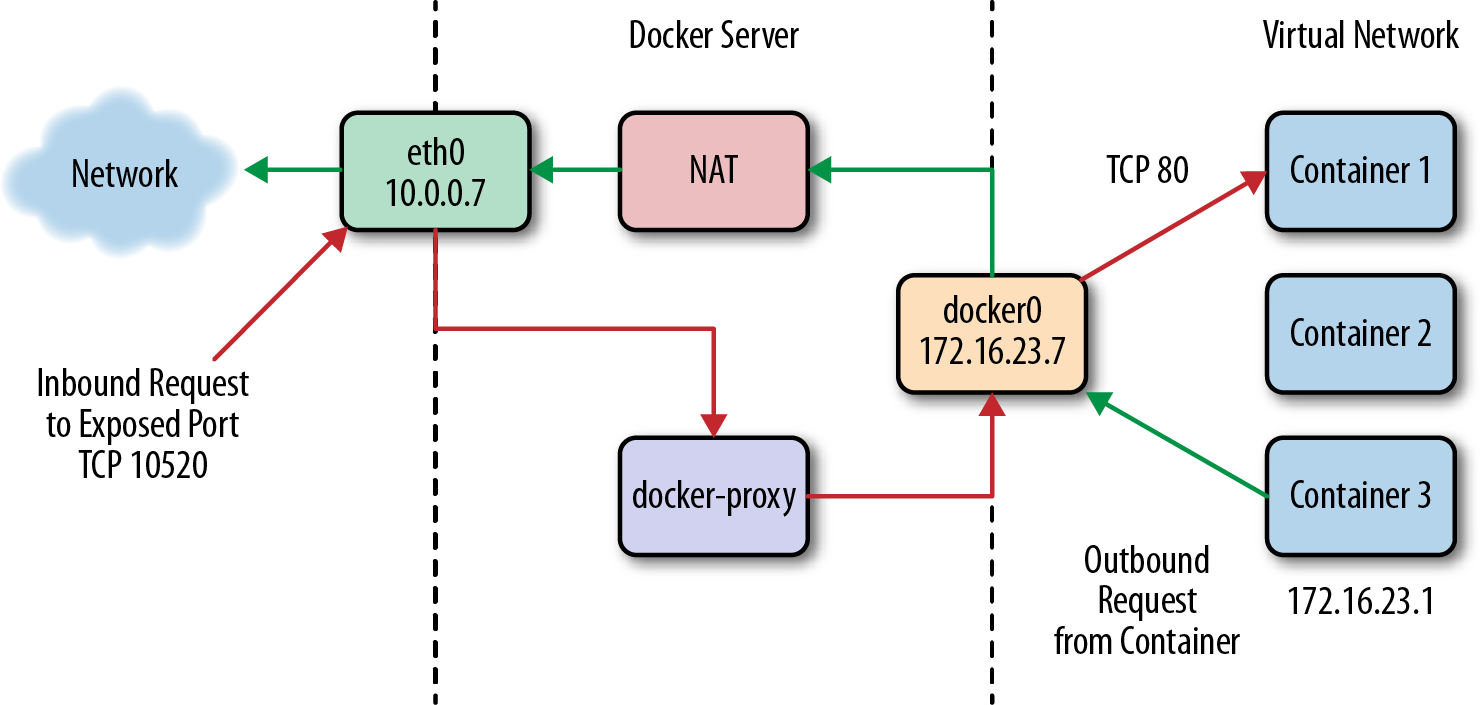 Docker Server
Virtual Network
Network
eth0
10.0.0.7
NAT
TCP 80
Container 1
docker0
172.16.23.7
Container 2
Inbound Request
to Exposed Port
TCP 10520
docker-proxy
Container 3
Outbound
Request
from Container
172.16.23.1